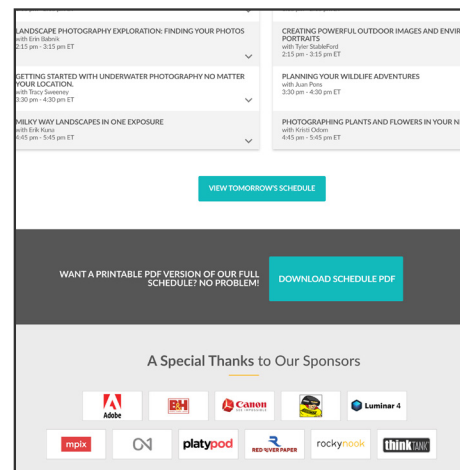 LANDSCAPE PHOTOGRAPHY EXPLORATION: FINDING YOUR PHOTOS
with Erin Babnik
2:15 pm - 3:15 pm ET
GETTING STARTED WITH UNDERWATER PHOTOGRAPHY NO MATTER
YOUR LOCATION.
with Tracy Sweeney
3:30 pm - 4:30 pm ET
MILKY WAY LANDSCAPES IN ONE EXPOSURE
with Erik Kuna
4:45 pm - 5:45 pm ET
CREATING POWERFUL OUTDOOR IMAGES AND ENVIR
PORTRAITS
with Tyler Stableford
2:15 pm - 3:15 pm ET
PLANNING YOUR WILDLIFE ADVENTURES
with Juan Pons
3:30 pm - 4:30 pm ET
PHOTOGRAPHING PLANTS AND FLOWERS IN YOUR N
with Kristi Odom
4:45 pm - 5:45 pm ET
VIEW TOMORROW'S SCHEDULE
WANT A PRINTABLE PDF VERSION OF OUR FULL
SCHEDULE? NO PROBLEM!
DOWNLOAD SCHEDULE PDF
A Special Thanks to Our Sponsors
Adobe
B&H
Canon
Luminar 4
mpix
platypod
RED RIVER PAPER
rockynook
thinkTANK